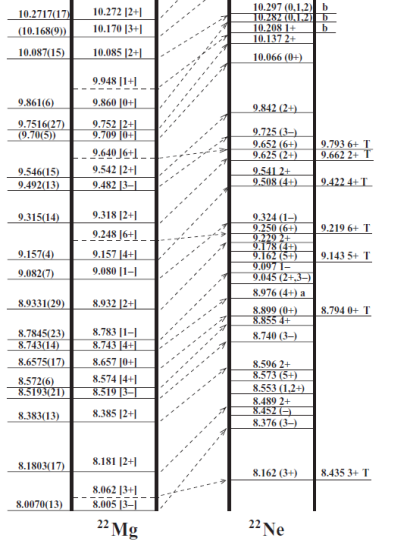 10.2717(17) 10.272 [2+]
(10.168(9)) 10.170 [3+]
10.087(15) 10.085 [2+]
9.948 [1+]
9.861(6) 9.860 [0+]
9.7516(27) 9.752 [2+]
(9.70(5)) 9.709 [0+]
9.640 [6+]
9.546(15) 9.542 [2+]
9.492(13) 9.482 [3−]
9.315(14) 9.318 [2+]
9.248 [6+]
9.157(4) 9.157 [4+]
9.082(7) 9.080 [1−]
8.9331(29) 8.932 [2+]
8.7845(23) 8.783 [1−]
8.743(14) 8.743 [4+]
8.6575(17) 8.657 [0+]
8.572(6) 8.574 [4+]
8.5193(21) 8.519 [3−]
8.383(13) 8.385 [2+]
8.1803(17) 8.181 [2+]
8.062 [3+]
8.0070(13) 8.005 [3−]
22Mg
10.297 (0,1,2) b
10.282 (0,1,2) b
10.208 1+ b
10.137 2+
10.066 (0+)
9.842 (2+)
9.725 (3−)
9.652 (6+) 9.793 6+ T
9.625 (2+) 9.662 2+ T
9.541 2+
9.508 (4+) 9.422 4+ T
9.324 (1−)
9.250 (6+) 9.219 6+ T
9.229 2+
9.178 (4+)
9.162 (5+) 9.143 5+ T
9.097 1−
9.045 (2+,3−)
8.976 (4+) a
8.899 (0+) 8.794 0+ T
8.855 4+
8.740 (3−)
8.596 2+
8.573 (5+)
8.553 (1,2+)
8.489 2+
8.452 (−)
8.376 (3−)
8.162 (3+) 8.435 3+ T
22Ne